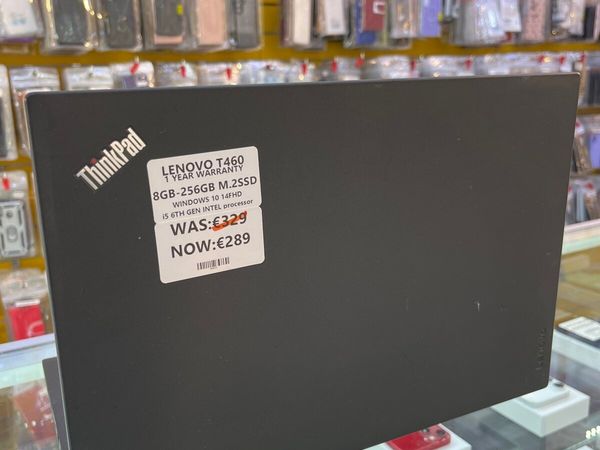 ThinkPad
LENOVO T460
1 YEAR WARRANTY
8GB-256GB M.2SSD
WINDOWS 10 14FHD
i5 6TH GEN INTEL processor
WAS:€329
NOW:€289
Lenovo